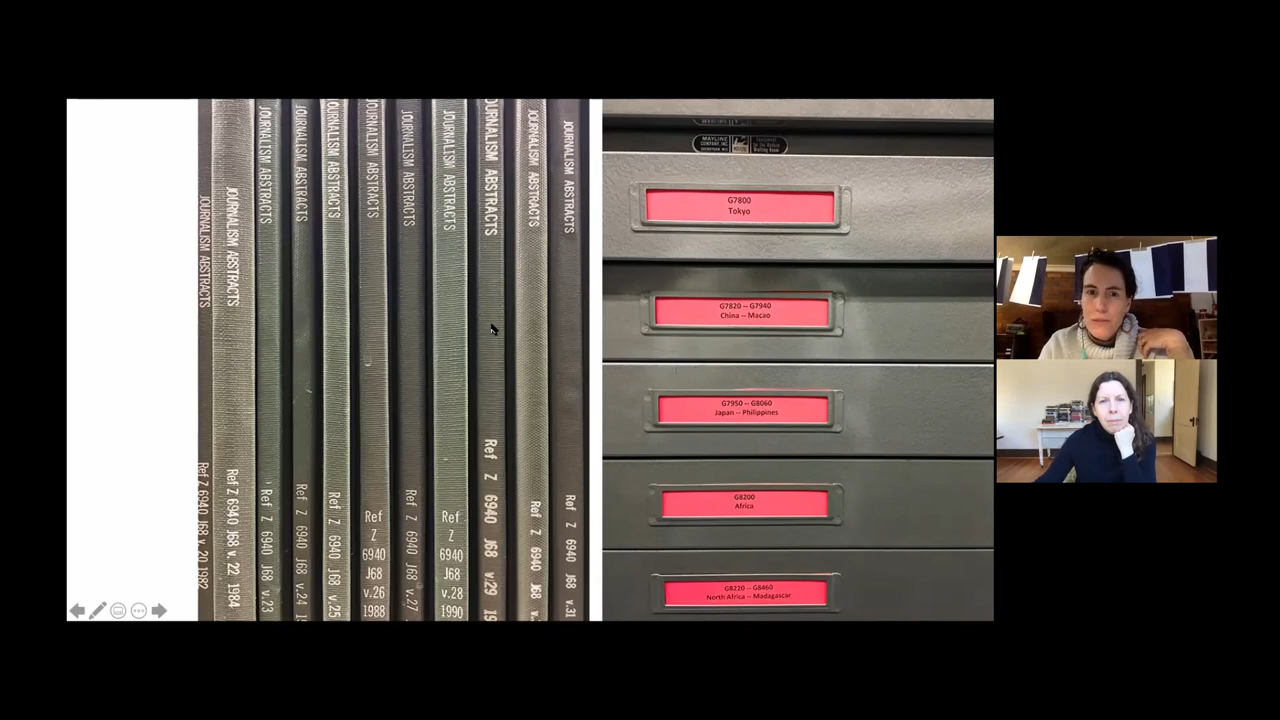 JOURNALISM ABSTRACTS
Ref Z 6940 J68 v. 20 1982
JOURNALISM ABSTRACTS
Ref Z 6940 J68 v. 22 1984
JOURNALISM ABSTRACTS
Ref Z 6940 J68 v.23
JOURNALISM ABSTRACTS
Ref Z 6940 J68 v.24
JOURNALISM ABSTRACTS
Ref Z 6940 J68 v.25
JOURNALISM ABSTRACTS
Ref
Z
6940
J68
v.26
1988
JOURNALISM ABSTRACTS
Ref Z 6940 J68 v.27
JOURNALISM ABSTRACTS
Ref
Z
6940
J68
v.28
1990
JOURNALISM ABSTRACTS
Ref Z 6940 J68 v.29
JOURNALISM ABSTRACTS
Ref Z 6940 J68
JOURNALISM ABSTRACTS
Ref Z 6940 J68 v.31
MAYLINE
COMPANY, INC.
G7800
Tokyo
G7820 -- G7940
China -- Macao
G7950 -- G8060
Japan -- Philippines
G8200
Africa
G8220 -- G8460
North Africa -- Madagascar